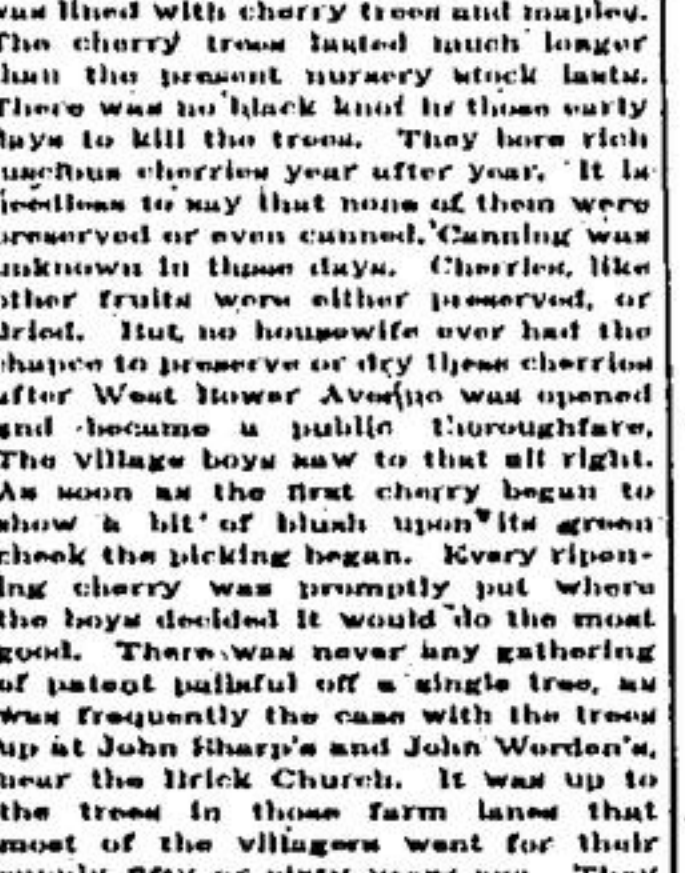 was lined with cherry trees and maples.
The cherry trees lasted much longer
than the present nursery stock lasts.
There was no black knot in those early
days to kill the trees. They bore rich
luscious cherries year after year. It is
needless to say that none of them were
preserved or even canned. Canning was
unknown in those days. Cherries, like
other fruits were either preserved, or
dried. But no housewife ever had the
chance to preserve or dry these cherries
after West Bower Avenue was opened
and became a public thoroughfare.
The village boys saw to that all right.
As soon as the first cherry began to
show a bit of blush upon its green
cheek the picking began. Every ripen-
ing cherry was promptly put where
the boys decided it would do the most
good. There was never any gathering
of patent pailsful off a single tree, as
was frequently the case with the trees
up at John Sharp's and John Worden's,
near the Brick Church. It was up to
the trees in those farm lanes that
most of the villagers went for their
supply fifty or sixty years ago. They